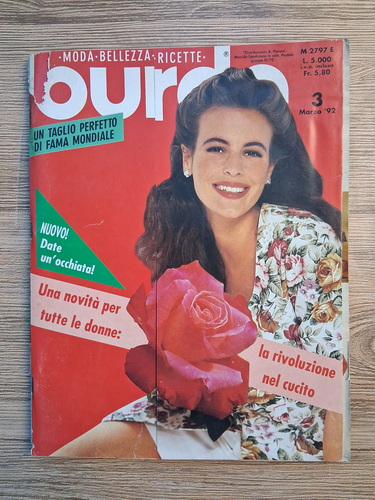 ·MODA·BELLEZZA·RICETTE·
burda
®
M 2797 E
L. 5.000
Fr. 5,80
3
Marzo '92
UN TAGLIO PERFETTO
DI FAMA MONDIALE
NUOVO!
Date
un'occhiata!
Una novità per
tutte le donne:
la rivoluzione
nel cucito